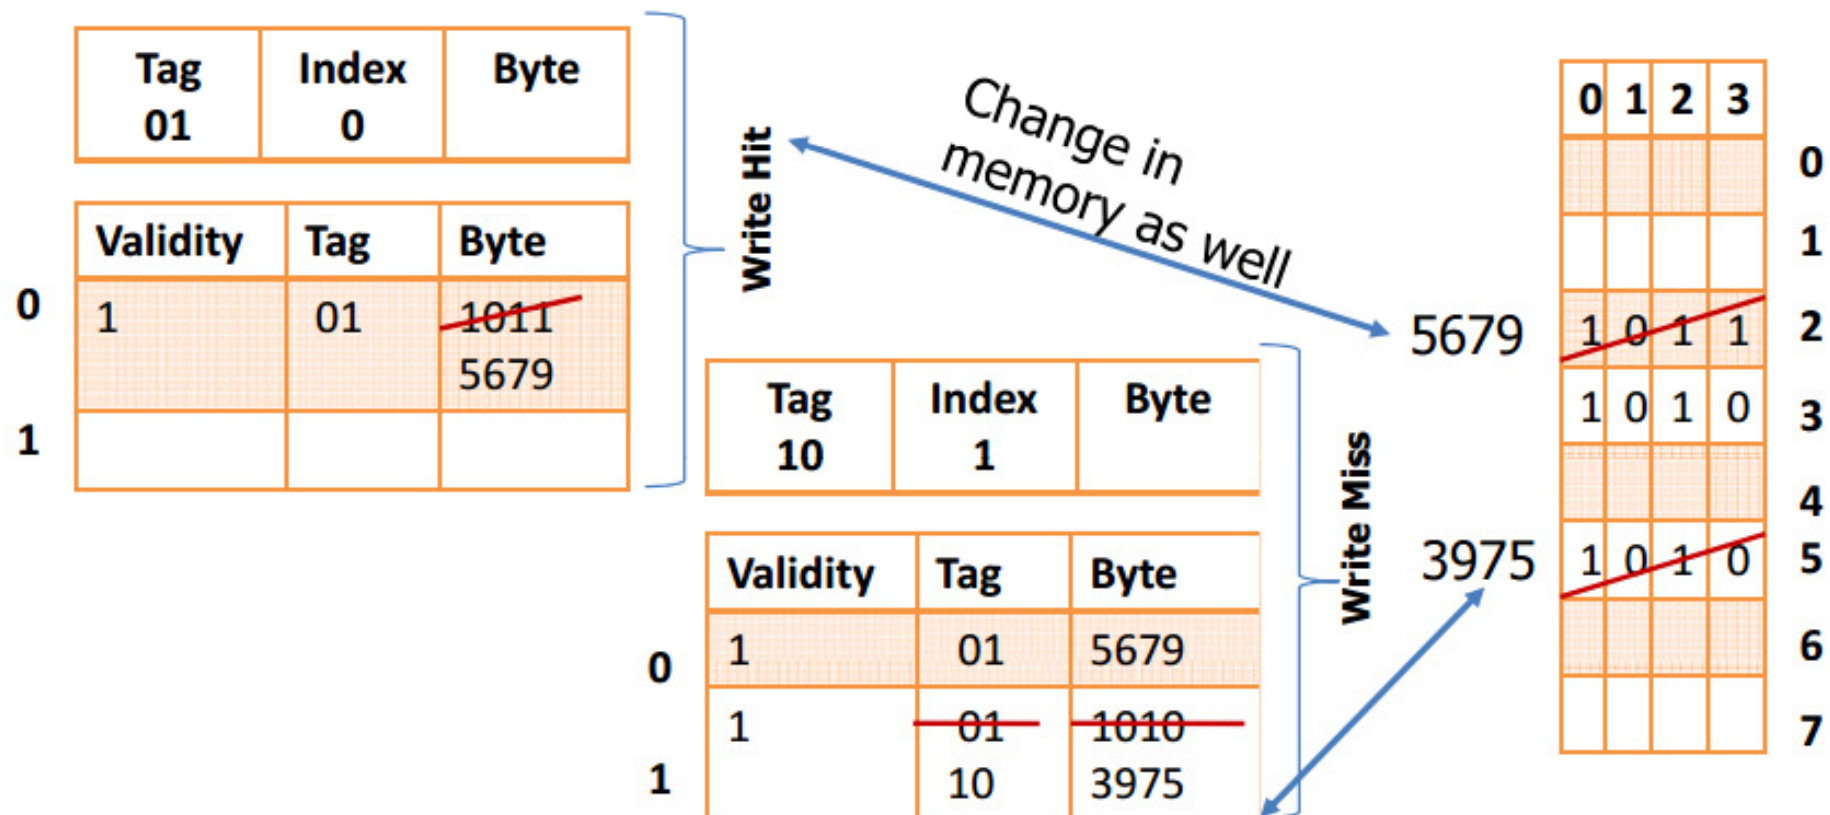 Tag Index Byte
01 0
Validity Tag Byte
0 1 01 1011
5679
1
Write Hit
Change in
memory as well
Tag Index Byte
10 1
Validity Tag Byte
0 1 01 5679
1 01 1010
1 10 3975
Write Miss
0 1 2 3
0
1
5679 1 0 1 1 2
1 0 1 0 3
4
3975 1 0 1 0 5
6
7